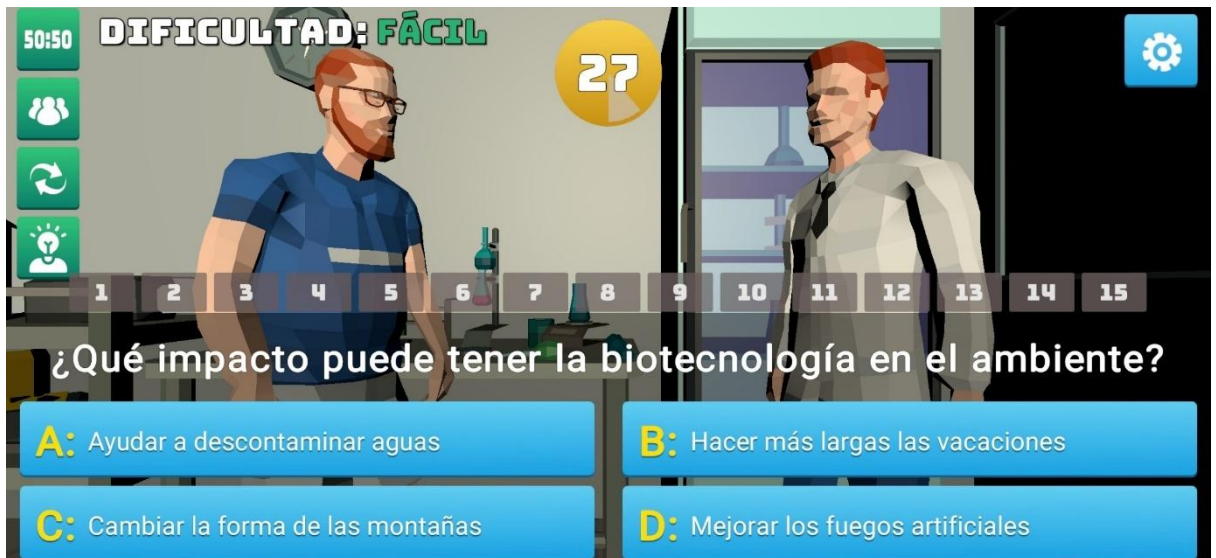 50:50
DIFICULTAD: FÁCIL
27
1 2 3 4 5 6 7 8 9 10 11 12 13 14 15
¿Qué impacto puede tener la biotecnología en el ambiente?
A: Ayudar a descontaminar aguas
B: Hacer más largas las vacaciones
C: Cambiar la forma de las montañas
D: Mejorar los fuegos artificiales